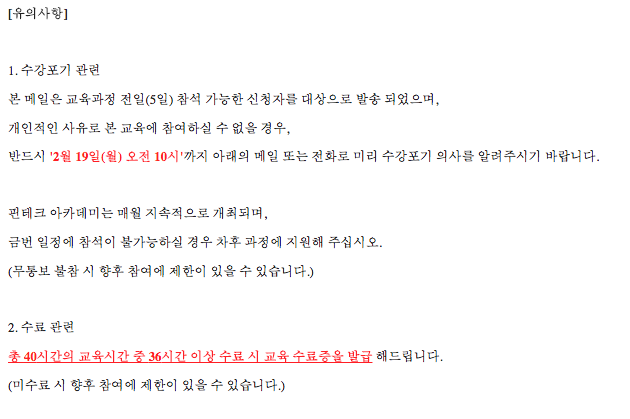 [유의사항]
1. 수강포기 관련
본 메일은 교육과정 전일(5일) 참석 가능한 신청자를 대상으로 발송 되었으며,
개인적인 사유로 본 교육에 참여하실 수 없을 경우,
반드시 '2월 19일(월) 오전 10시'까지 아래의 메일 또는 전화로 미리 수강포기 의사를 알려주시기 바랍니다.
핀테크 아카데미는 매월 지속적으로 개최되며,
금번 일정에 참석이 불가능하실 경우 차후 과정에 지원해 주십시오.
(무통보 불참 시 향후 참여에 제한이 있을 수 있습니다.)
2. 수료 관련
총 40시간의 교육시간 중 36시간 이상 수료 시 교육 수료증을 발급 해드립니다.
(미수료 시 향후 참여에 제한이 있을 수 있습니다.)